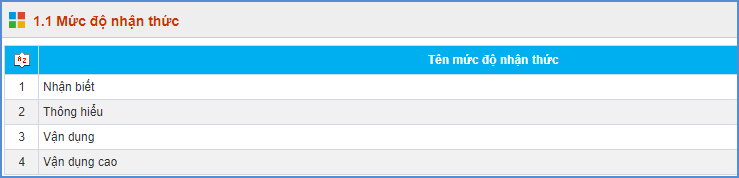 1.1 Mức độ nhận thức
AZ Tên mức độ nhận thức
1 Nhận biết
2 Thông hiểu
3 Vận dụng
4 Vận dụng cao